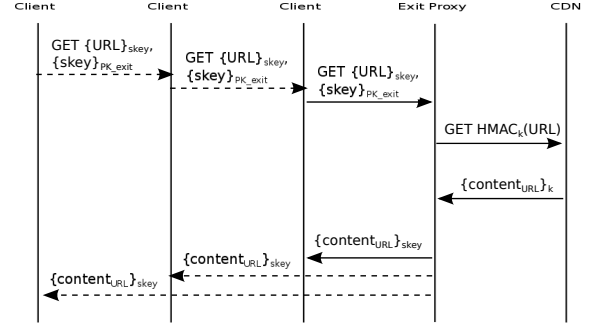 Client Client Client Exit Proxy CDN
GET {URL}skey,
{skey}PK_exit
GET {URL}skey,
{skey}PK_exit
GET {URL}skey,
{skey}PK_exit
GET HMACk(URL)
{contentURL}k
{contentURL}skey
{contentURL}skey
{contentURL}skey